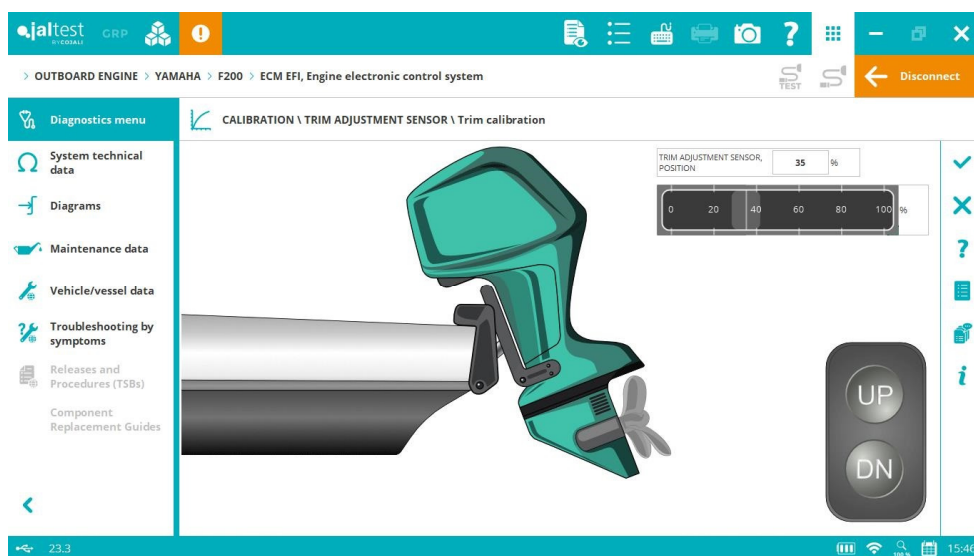 jaltest GRP
BY COJALI
?
> OUTBOARD ENGINE > YAMAHA > F200 > ECM EFI, Engine electronic control system
TEST
Disconnect
Diagnostics menu
CALIBRATION \ TRIM ADJUSTMENT SENSOR \ Trim calibration
System technical
data
Diagrams
Maintenance data
Vehicle/vessel data
Troubleshooting by
symptoms
Releases and
Procedures (TSBs)
Component
Replacement Guides
TRIM ADJUSTMENT SENSOR,
POSITION
35 %
0 20 40 60 80 100 %
UP
DN
?
i
23.3
100 %
15:46